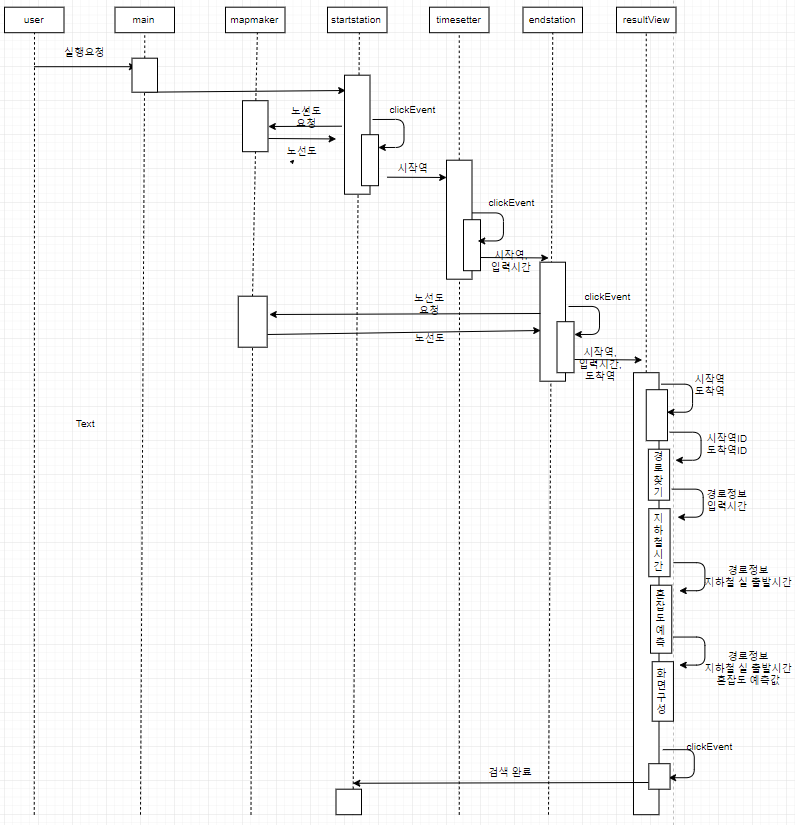 user
main
mapmaker
startstation
timesetter
endstation
resultView
실행요청
clickEvent
노선도
요청
노선도
시작역
clickEvent
시작역,
입력시간
clickEvent
노선도
요청
노선도
시작역,
입력시간,
도착역
시작역
도착역
Text
시작역ID
도착역ID
경로찾기
경로정보
입력시간
지하철시간
경로정보
지하철 실 출발시간
혼잡도예측
경로정보
지하철 실 출발시간
혼잡도 예측값
화면구성
clickEvent
검색 완료